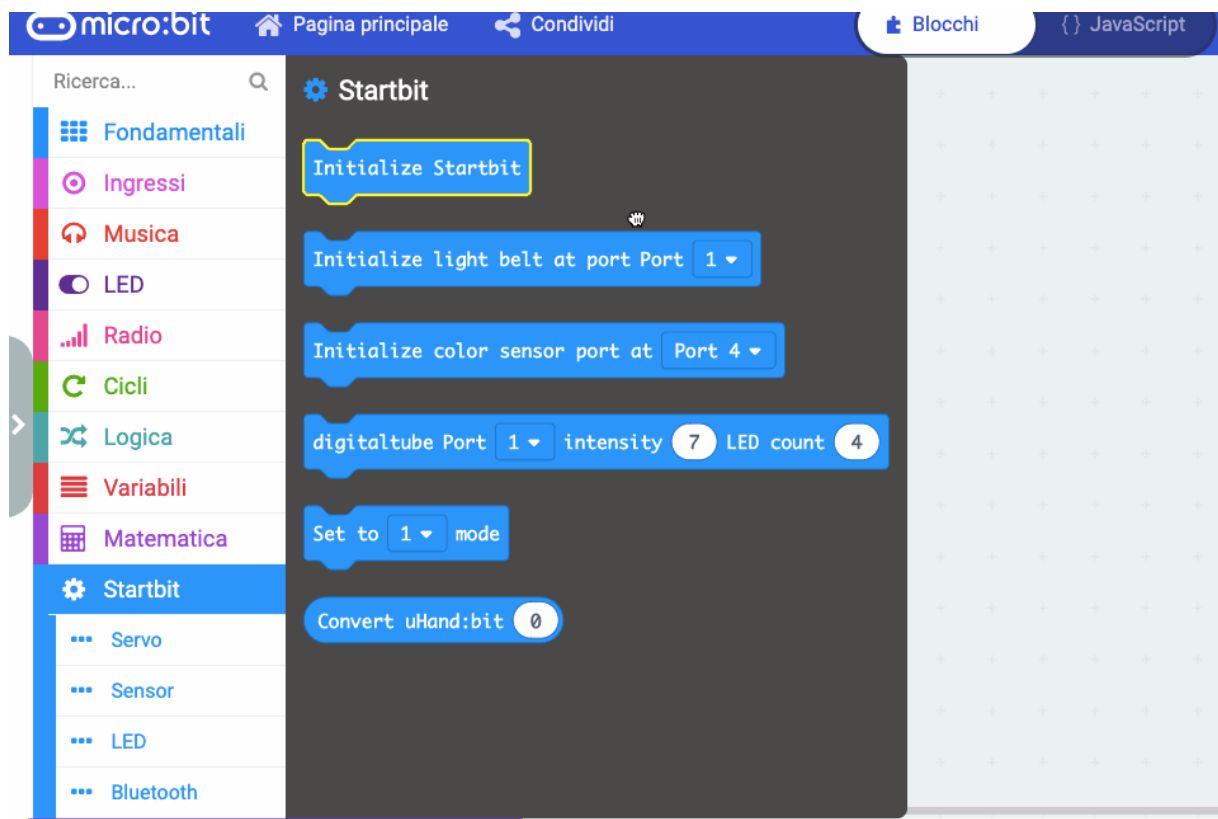 micro:bit
Pagina principale
Condividi
Blocchi
{ } JavaScript
Ricerca...
Fondamentali
Ingressi
Musica
LED
Radio
Cicli
Logica
Variabili
Matematica
Startbit
Servo
Sensor
LED
Bluetooth
Startbit
Initialize Startbit
Initialize light belt at port Port 1
Initialize color sensor port at Port 4
digitaltube Port 1 intensity 7 LED count 4
Set to 1 mode
Convert uHand:bit 0